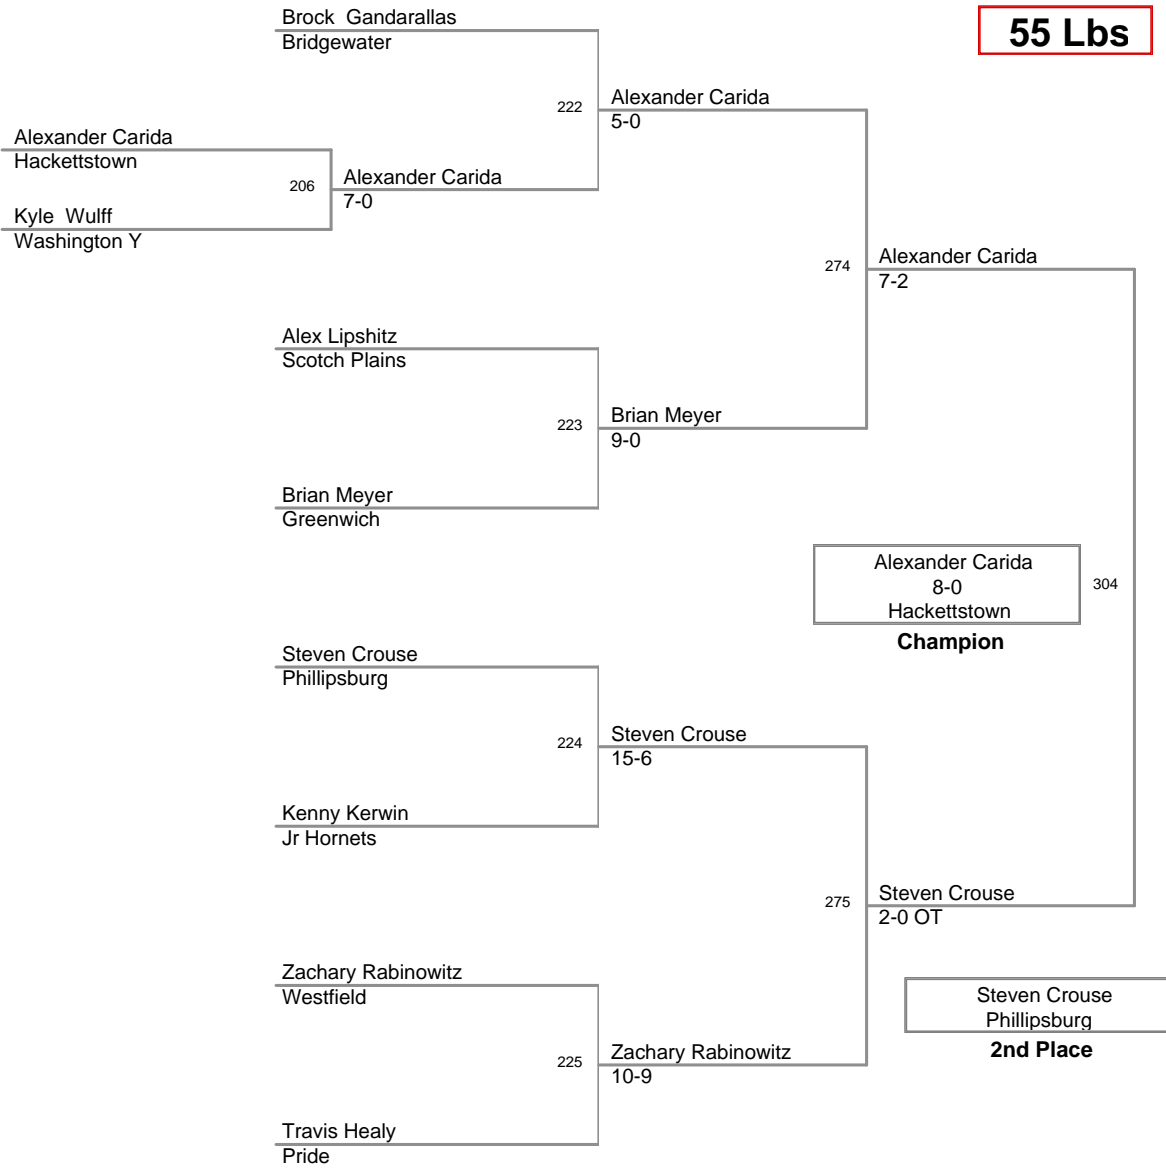 Brock  Gandarallas
Bridgewater
55 Lbs
222
Alexander Carida
5-0
Alexander Carida
Hackettstown
206
Alexander Carida
7-0
Kyle  Wulff
Washington Y
274
Alexander Carida
7-2
Alex Lipshitz
Scotch Plains
223
Brian Meyer
9-0
Brian Meyer
Greenwich
Alexander Carida
8-0
Hackettstown
304
Champion
Steven Crouse
Phillipsburg
224
Steven Crouse
15-6
Kenny Kerwin
Jr Hornets
275
Steven Crouse
2-0 OT
Zachary Rabinowitz
Westfield
Steven Crouse
Phillipsburg
2nd Place
225
Zachary Rabinowitz
10-9
Travis Healy
Pride